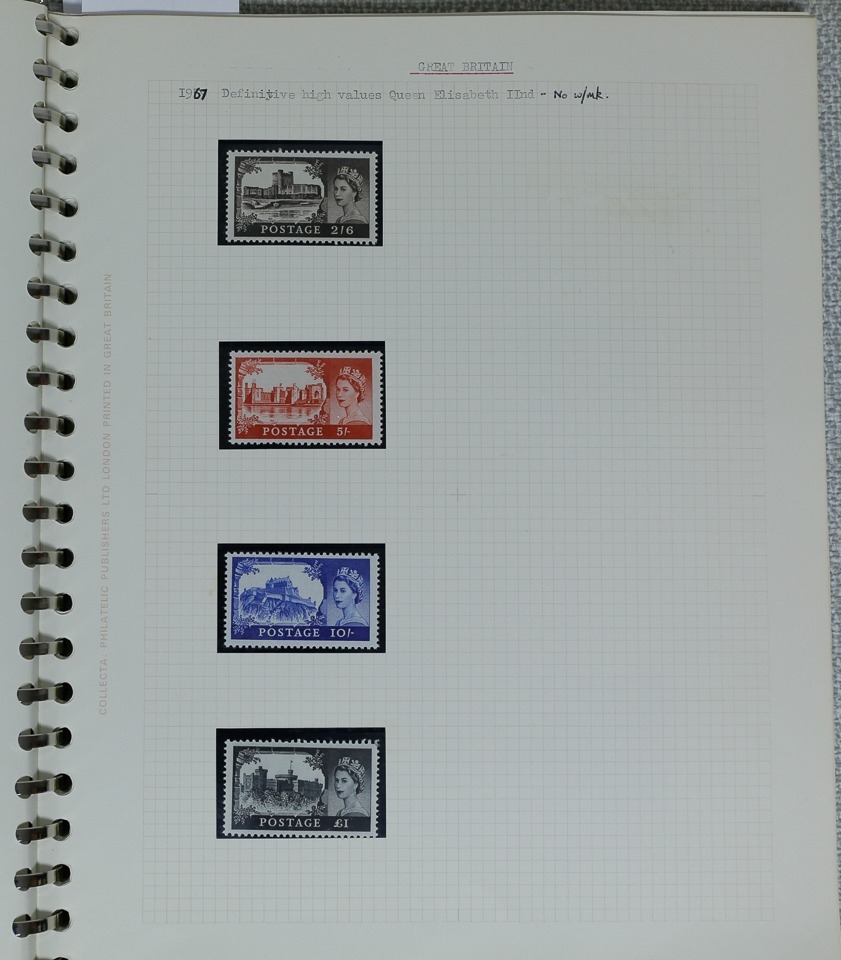 GREAT BRITAIN
1967 Definitive high values Queen Elisabeth IInd - No w/mk.
POSTAGE 2/6
POSTAGE 5/-
POSTAGE 10/-
POSTAGE £1
COLLECTA: PHILATELIC PUBLISHERS LTD LONDON PRINTED IN GREAT BRITAIN